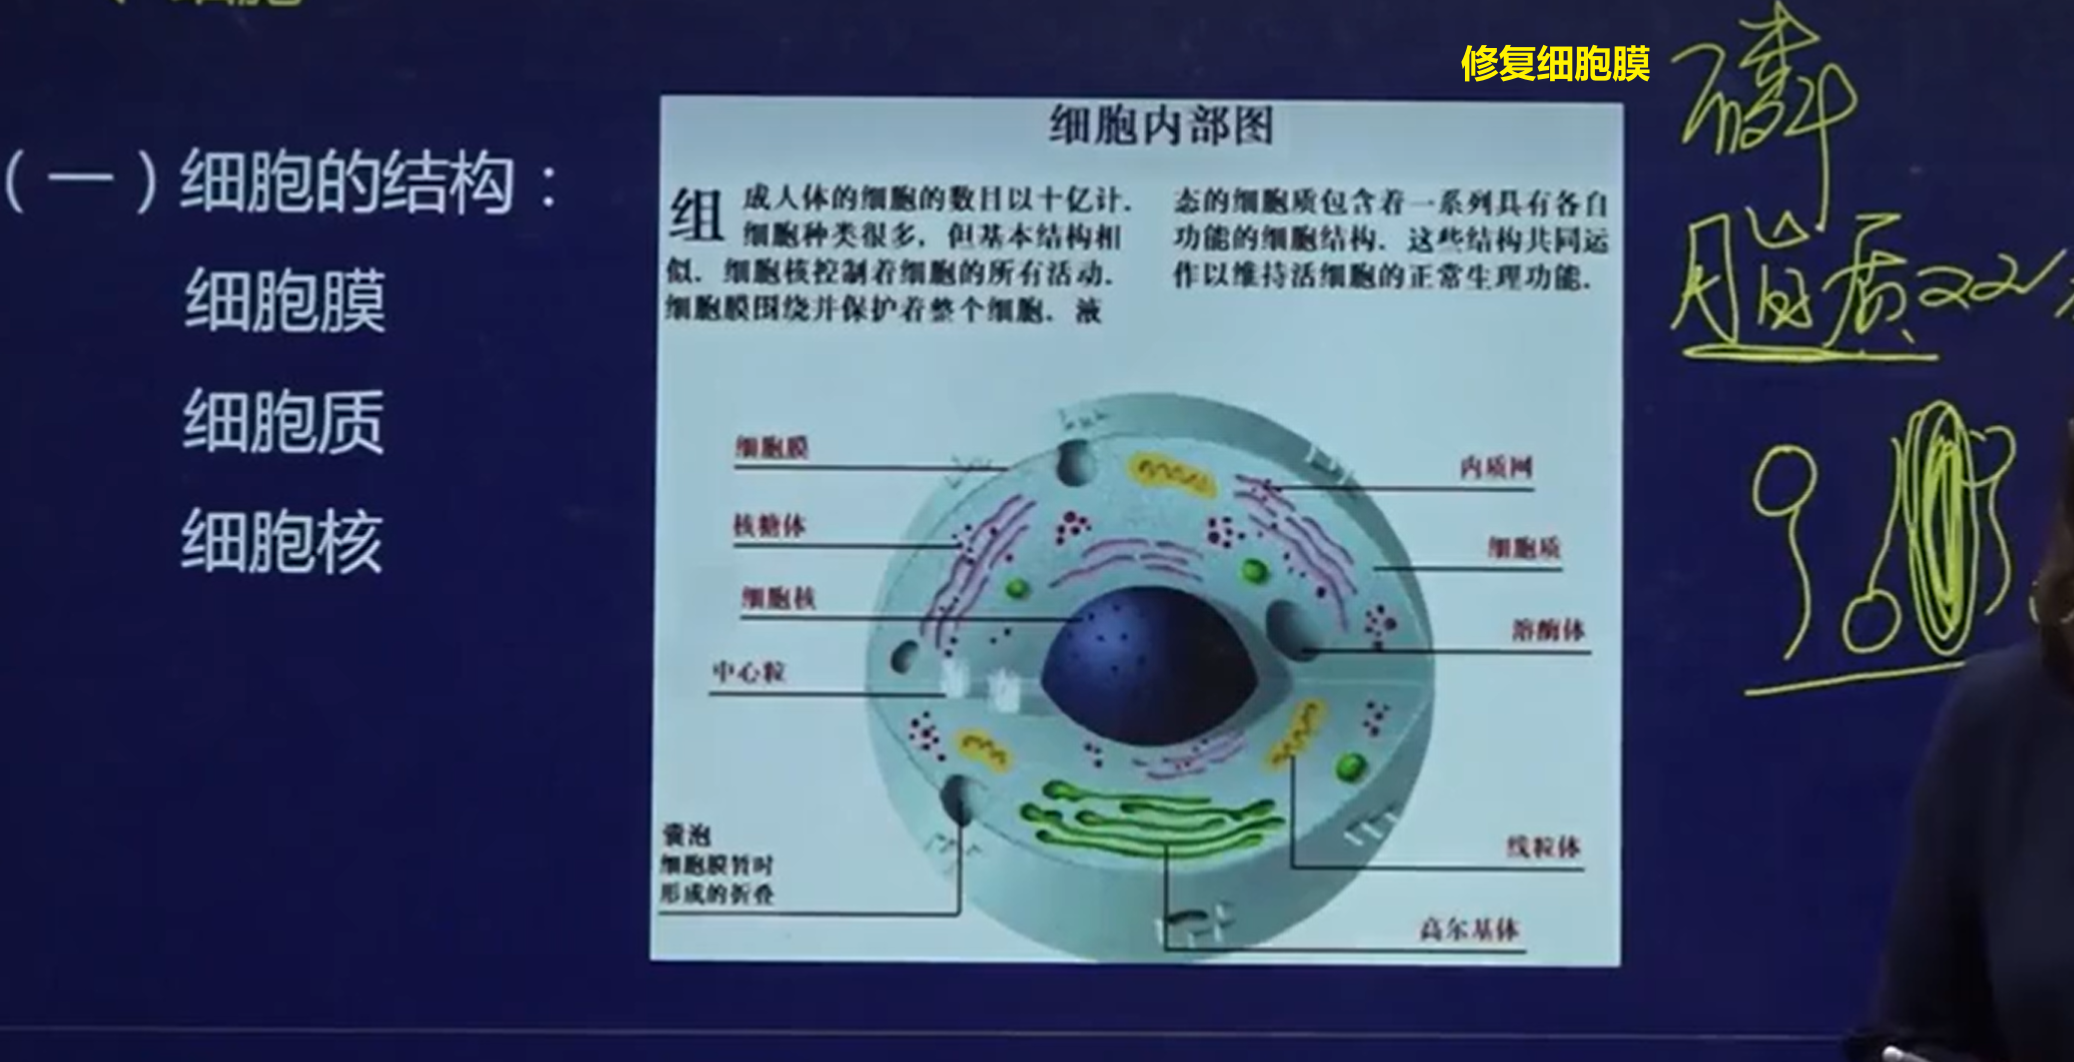 细胞
修复细胞膜
磷
脂质双
（一）细胞的结构：
细胞膜
细胞质
细胞核
细胞内部图
组成人体的细胞的数目以十亿计.
细胞种类很多，但基本结构相
似．细胞核控制着细胞的所有活动.
细胞膜围绕并保护着整个细胞．液
态的细胞质包含着一系列具有各自
功能的细胞结构．这些结构共同运
作以维持活细胞的正常生理功能.
细胞膜
核糖体
细胞核
中心粒
囊泡
细胞膜暂时
形成的折叠
内质网
细胞质
溶酶体
线粒体
高尔基体